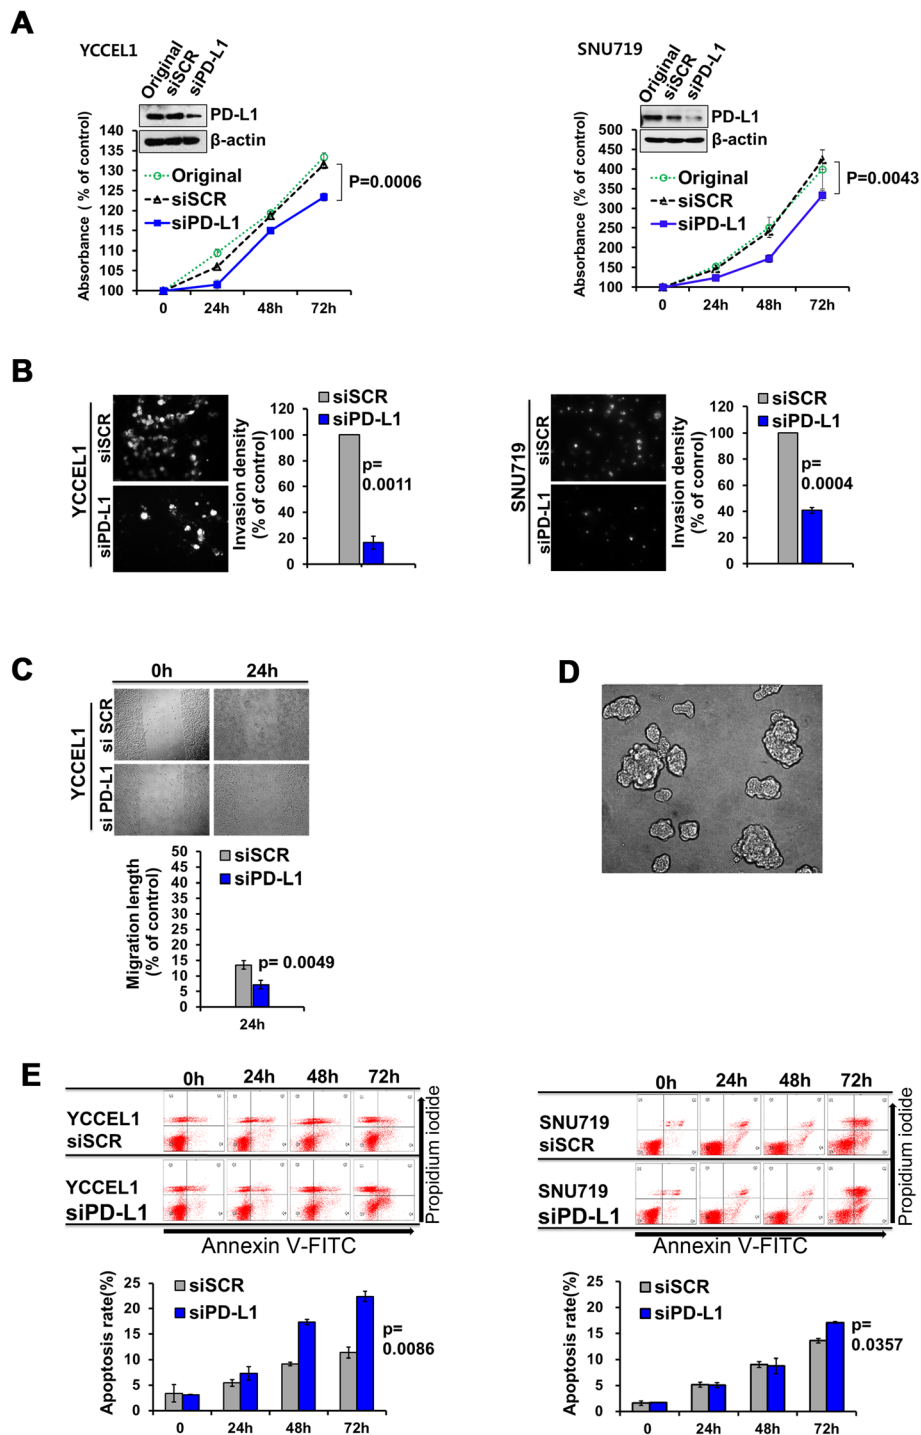 A
YCCEL1
Original
siSCR
siPD-L1
PD-L1
β-actin
Absorbance ( % of control)
140
135
130
125
120
115
110
105
100
Original
siSCR
siPD-L1
P=0.0006
0 24h 48h 72h
SNU719
Original
siSCR
siPD-L1
PD-L1
β-actin
Absorbance (% of control)
500
450
400
350
300
250
200
150
100
Original
siSCR
siPD-L1
P=0.0043
0 24h 48h 72h
B
YCCEL1
siSCR
siPD-L1
Invasion density
(% of control)
120
100
80
60
40
20
0
siSCR
siPD-L1
p=
0.0011
SNU719
siSCR
siPD-L1
Invasion density
(% of conrol)
120
100
80
60
40
20
0
siSCR
siPD-L1
p=
0.0004
C
0h 24h
YCCEL1
si SCR
si PD-L1
Migration length
(% of control)
50
45
40
35
30
25
20
15
10
5
0
siSCR
siPD-L1
p= 0.0049
24h
D
E
0h 24h 48h 72h
YCCEL1
siSCR
YCCEL1
siPD-L1
Propidium iodide
Annexin V-FITC
Apoptosis rate(%)
25
20
15
10
5
0
siSCR
siPD-L1
p=
0.0086
0 24h 48h 72h
0h 24h 48h 72h
SNU719
siSCR
SNU719
siPD-L1
Propidium iodide
Annexin V-FITC
Apoptosis rate(%)
25
20
15
10
5
0
siSCR
siPD-L1
p=
0.0357
0 24h 48h 72h